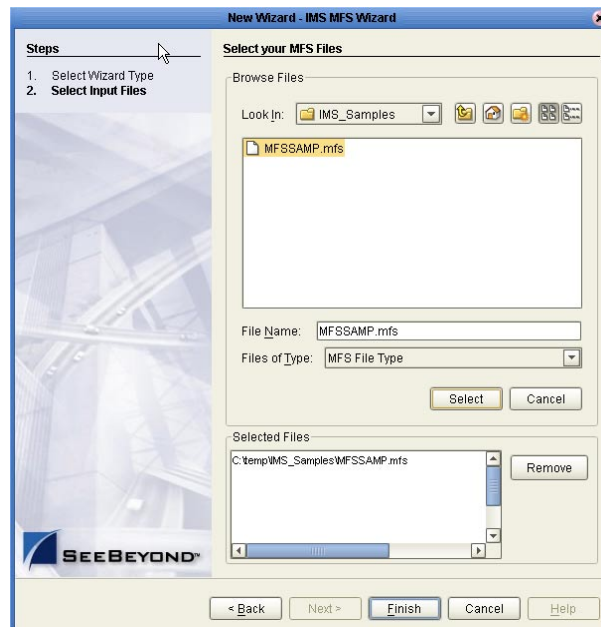 New Wizard - IMS MFS Wizard
Steps
1. Select Wizard Type
2. Select Input Files
Select your MFS Files
Browse Files
Look In: IMS_Samples
MFSSAMP.mfs
File Name: MFSSAMP.mfs
Files of Type: MFS File Type
Select Cancel
Selected Files
C:\temp\IMS_Samples\MFSSAMP.mfs
Remove
SEEBEYOND™
< Back Next > Finish Cancel Help